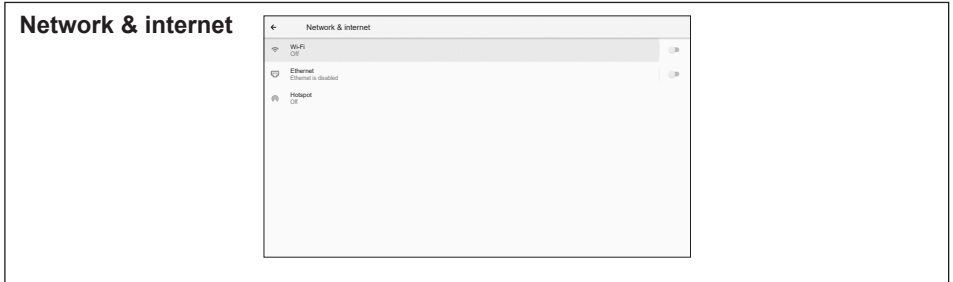 Network & internet
Network & internet
Wi-Fi
Off
Ethernet
Ethernet is disabled
Hotspot
Off